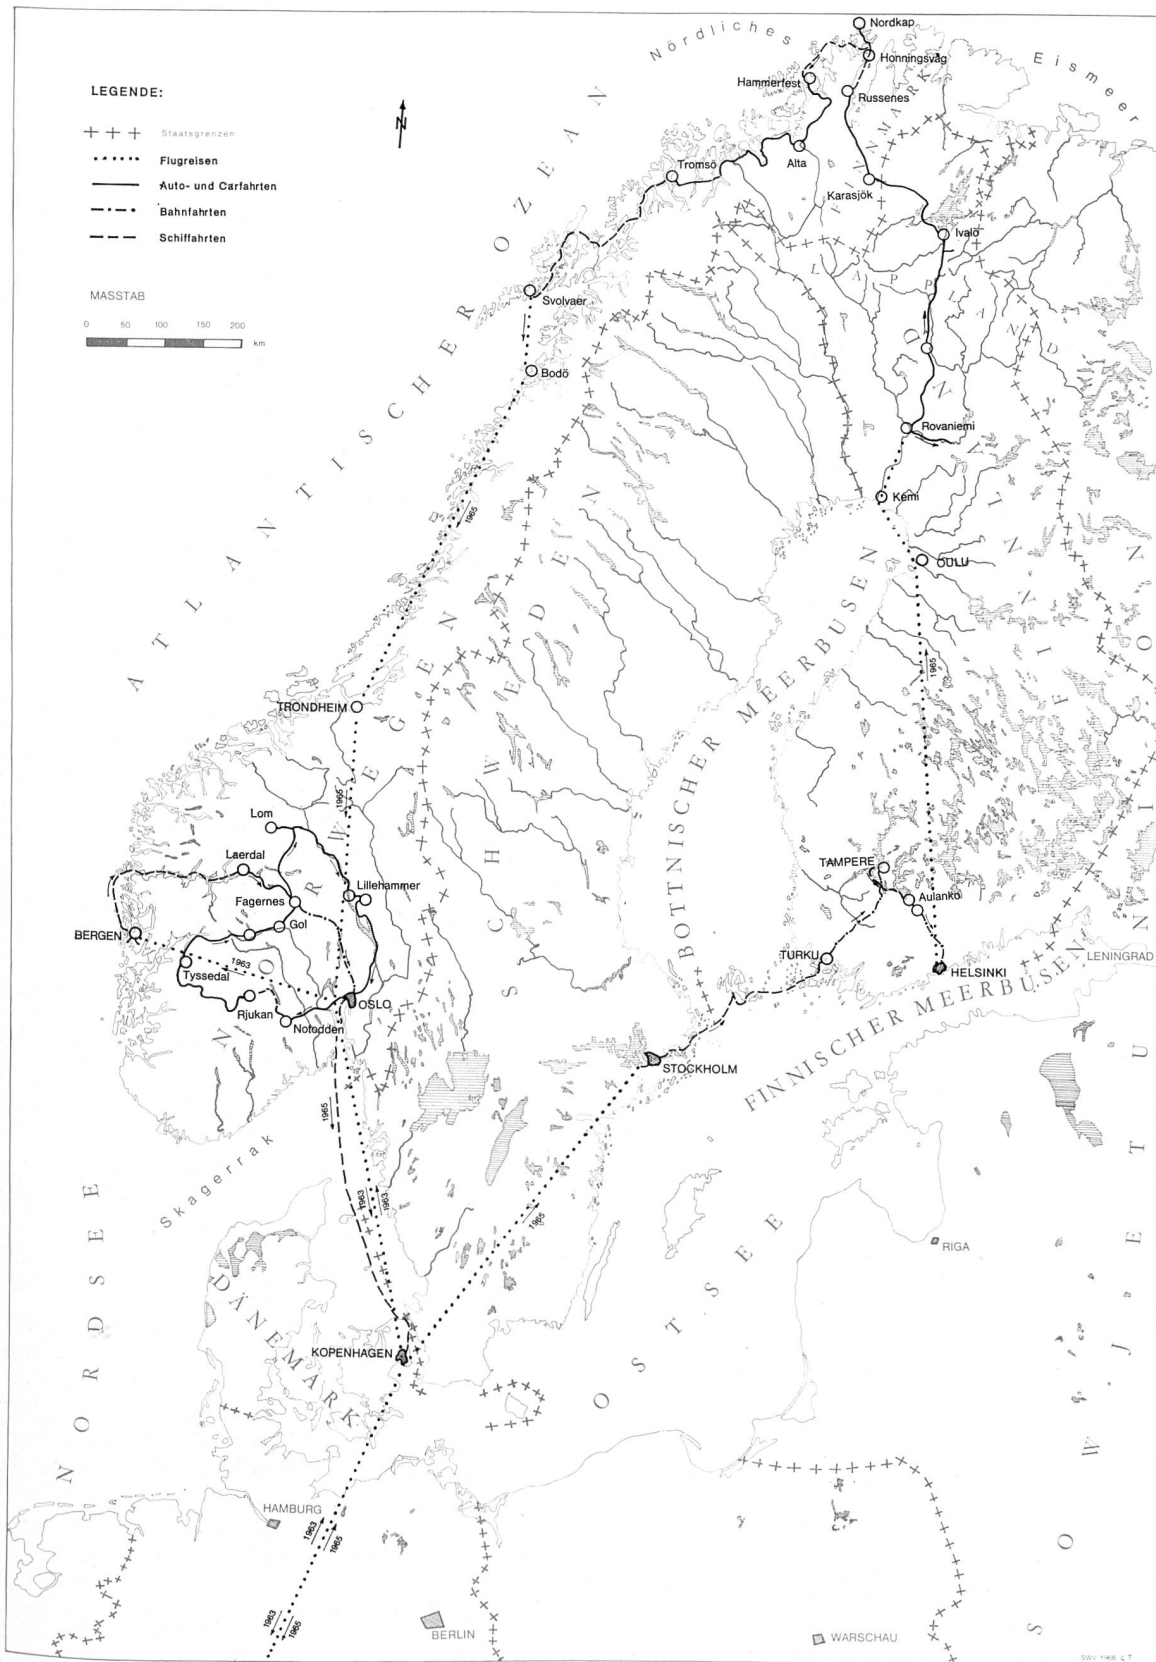 LEGENDE:
Staatsgrenzen
Flugreisen
Auto- und Carfahrten
Bahnfahrten
Schiffahrten
MASSTAB
0 50 100 150 200
km
N
Nördliches
Eismeer
ATLANTISCHER OZEAN
Nordkap
Honningsvåg
Hammerfest
Russenes
FINNMARK
Tromsö
Alta
Karasjök
Ivalo
LAPPLAND
Svolvaer
Bodö
Rovaniemi
Kemi
1965
OULU
FINNLAND
NORWEGEN
SCHWEDEN
BOTTNISCHER MEERBUSEN
1965
TRONDHEIM
1965
Lom
Laerdal
Lillehammer
Fagernes
Gol
BERGEN
1963
Tyssedal
OSLO
Rjukan
Notodden
TAMPERE
Aulanko
TURKU
HELSINKI
LENINGRAD
STOCKHOLM
FINNISCHER MEERBUSEN
1965
Skagerrak
1963
1963
1965
NORDSEE
DÄNEMARK
KOPENHAGEN
OSTSEE
RIGA
SOWJETUNION
HAMBURG
1963
1965
1963
1965
BERLIN
WARSCHAU
SWV 1966 G T